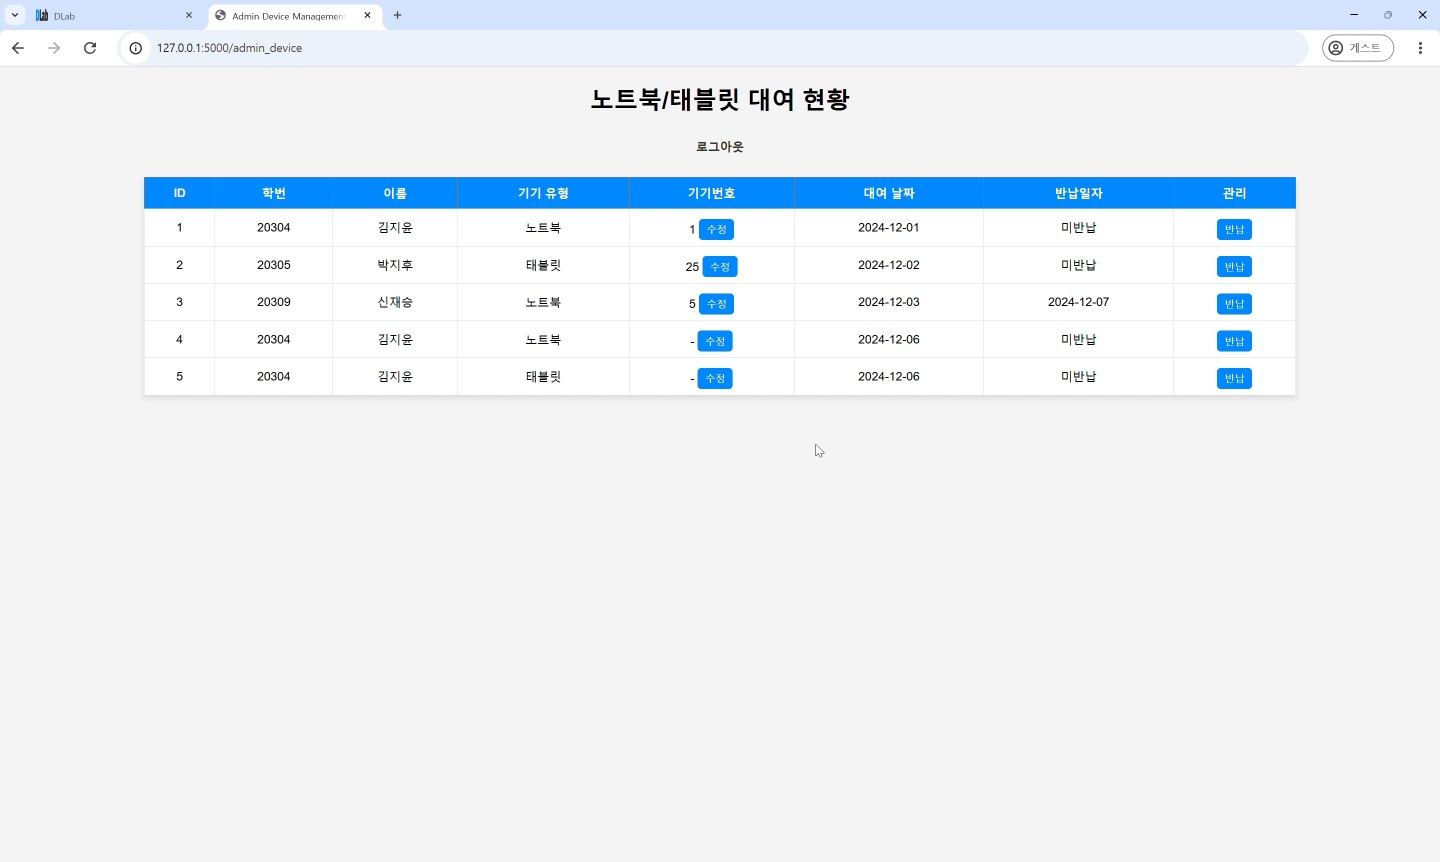 DLab
Admin Device Management
127.0.0.1:5000/admin_device
게스트
노트북/태블릿 대여 현황
로그아웃
ID 학번 이름 기기 유형 기기번호 대여 날짜 반납일자 관리
1 20304 김지윤 노트북 1 수정 2024-12-01 미반납 반납
2 20305 박지후 태블릿 25 수정 2024-12-02 미반납 반납
3 20309 신재승 노트북 5 수정 2024-12-03 2024-12-07 반납
4 20304 김지윤 노트북 - 수정 2024-12-06 미반납 반납
5 20304 김지윤 태블릿 - 수정 2024-12-06 미반납 반납